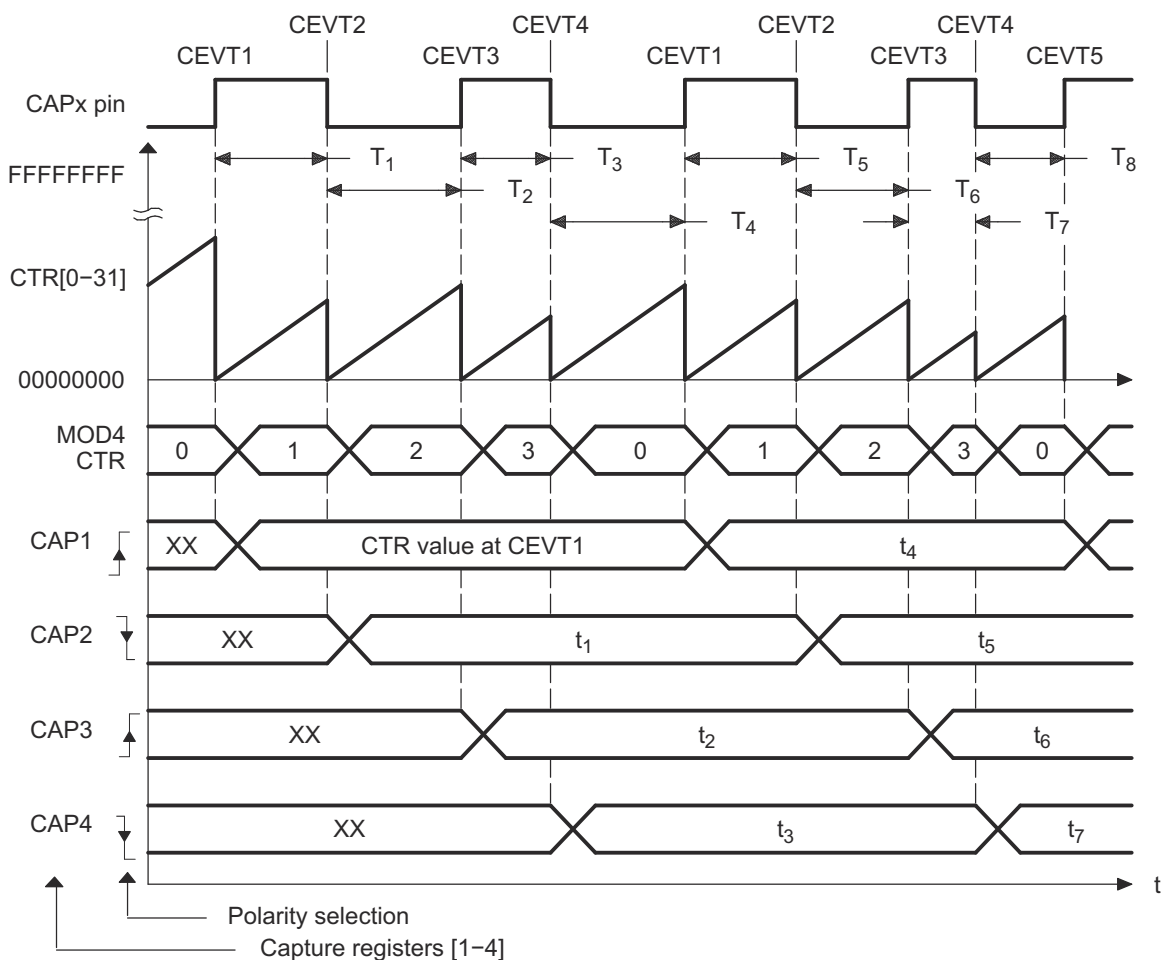 CEVT2 CEVT4 CEVT2 CEVT4
CEVT1 CEVT3 CEVT1 CEVT3 CEVT5
CAPx pin
T1 T3 T5 T8
FFFFFFFF
T2 T6
T4 T7
CTR[0−31]
00000000
MOD4
CTR
0 1 2 3 0 1 2 3 0
CAP1 XX CTR value at CEVT1 t4
CAP2 XX t1 t5
CAP3 XX t2 t6
CAP4 XX t3 t7
t
Polarity selection
Capture registers [1−4]